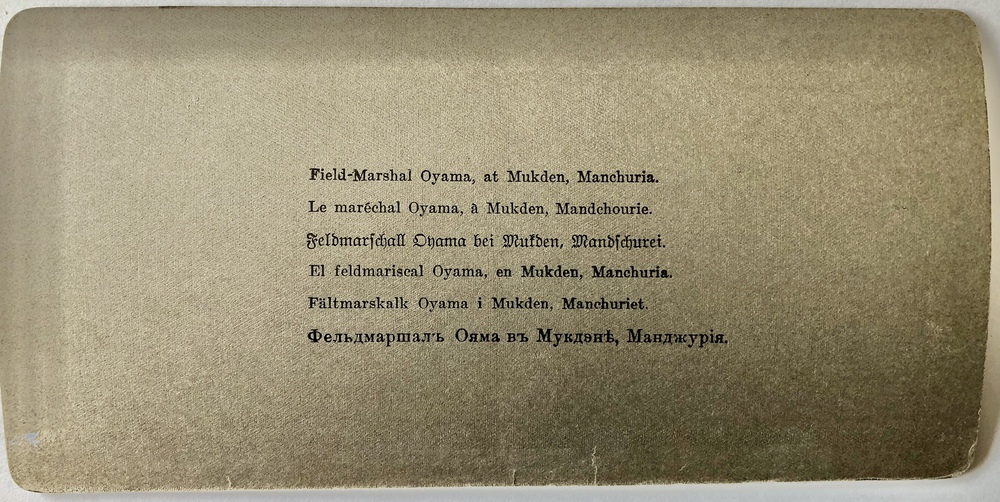 Field-Marshal Oyama, at Mukden, Manchuria.
Le maréchal Oyama, à Mukden, Mandchourie.
Feldmarſchall Oyama bei Mukden, Mandſchurei.
El feldmariscal Oyama, en Mukden, Manchuria.
Fältmarskalk Oyama i Mukden, Manchuriet.
Фельдмаршалъ Ояма въ Мукдэнѣ, Манджурія.